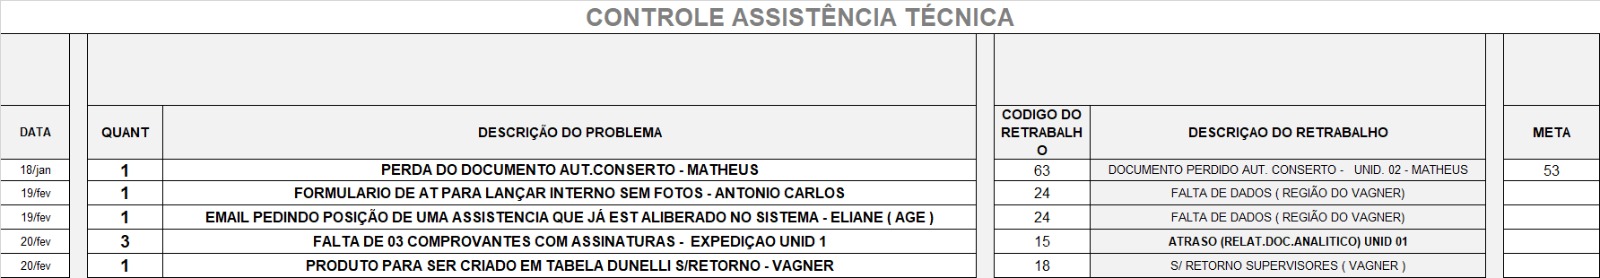 CONTROLE ASSISTÊNCIA TÉCNICA
DATA QUANT DESCRIÇÃO DO PROBLEMA CODIGO DO RETRABALHO DESCRIÇAO DO RETRABALHO META
18/jan 1 PERDA DO DOCUMENTO AUT.CONSERTO - MATHEUS 63 DOCUMENTO PERDIDO AUT. CONSERTO - UNID. 02 - MATHEUS 53
19/fev 1 FORMULARIO DE AT PARA LANÇAR INTERNO SEM FOTOS - ANTONIO CARLOS 24 FALTA DE DADOS ( REGIÃO DO VAGNER)
19/fev 1 EMAIL PEDINDO POSIÇÃO DE UMA ASSISTENCIA QUE JÁ EST ALIBERADO NO SISTEMA - ELIANE ( AGE ) 24 FALTA DE DADOS ( REGIÃO DO VAGNER)
20/fev 3 FALTA DE 03 COMPROVANTES COM ASSINATURAS - EXPEDIÇAO UNID 1 15 ATRASO (RELAT.DOC.ANALITICO) UNID 01
20/fev 1 PRODUTO PARA SER CRIADO EM TABELA DUNELLI S/RETORNO - VAGNER 18 S/ RETORNO SUPERVISORES ( VAGNER )